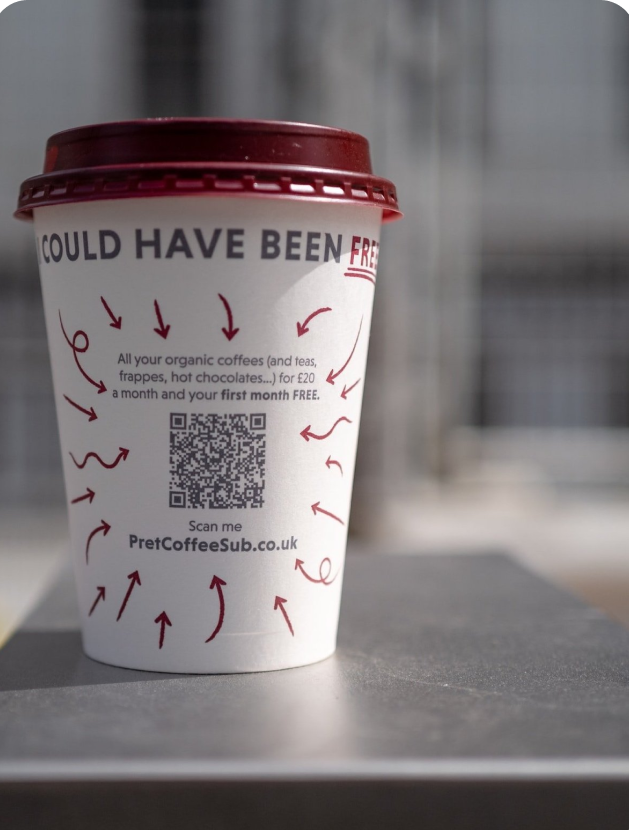 COULD HAVE BEEN FREE
All your organic coffees (and teas,
frappes, hot chocolates...) for £20
a month and your first month FREE.
Scan me
PretCoffeeSub.co.uk